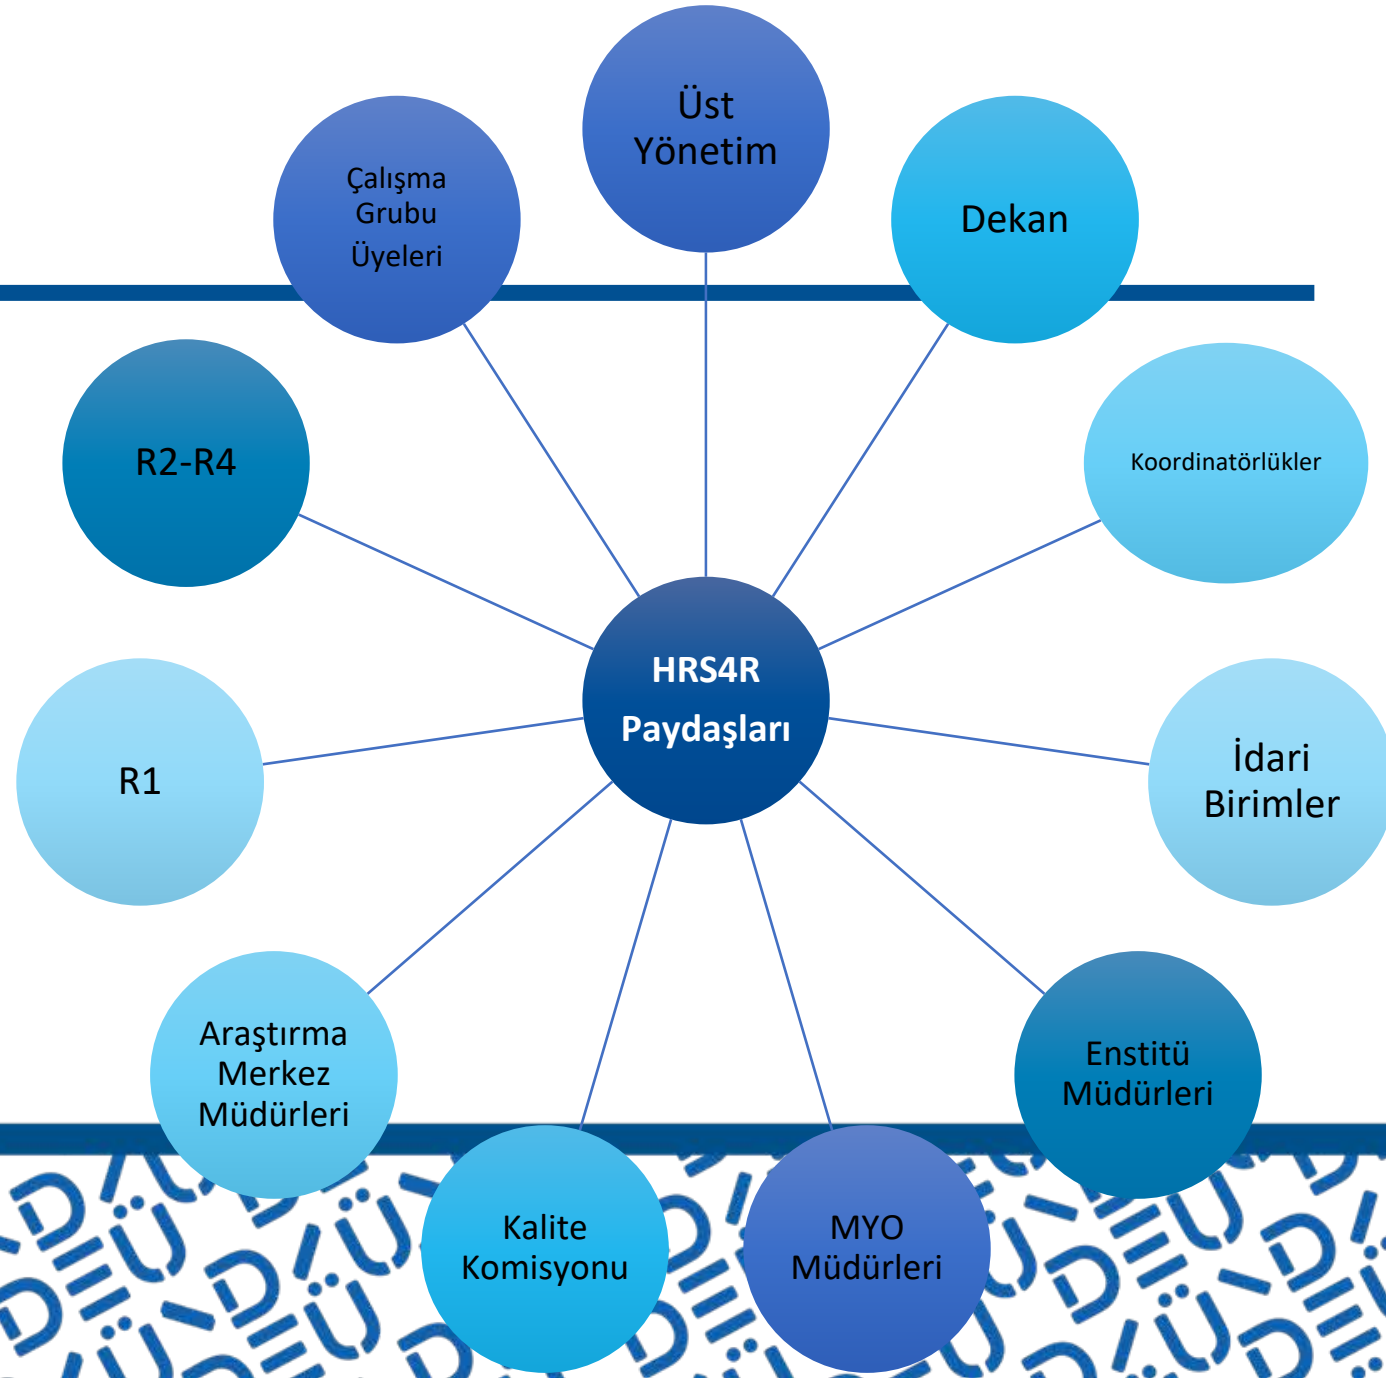 Üst
Yönetim
Dekan
Koordinatörlükler
İdari
Birimler
Enstitü
Müdürleri
MYO
Müdürleri
Kalite
Komisyonu
Araştırma
Merkez
Müdürleri
R1
R2-R4
Çalışma
Grubu
Üyeleri
HRS4R
Paydaşları